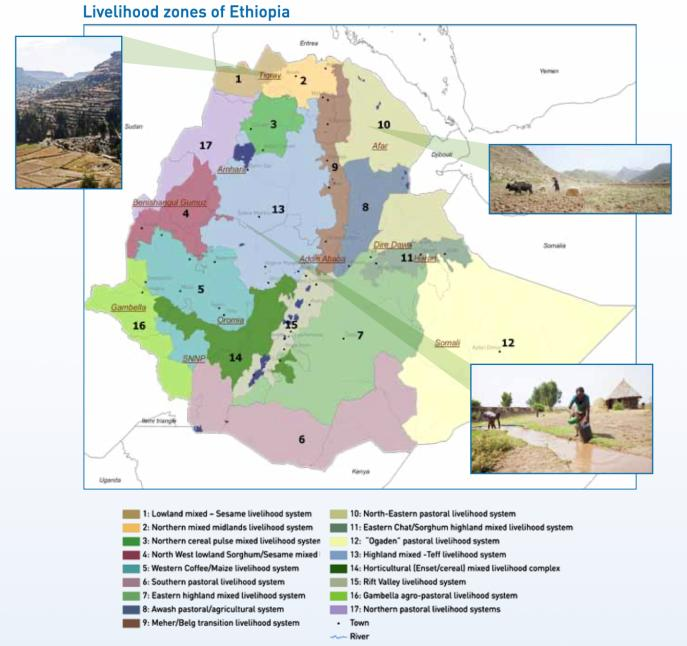 Livelihood zones of Ethiopia
Eritrea
Yemen
Sudan
Tigray
1
2
3
10
Afar
17
Djibouti
Amhara
9
Benishangul Gumuz
4
13
8
Somalia
Dire Dawa
Addis Ababa
11
Harari
5
Gambella
16
Oromia
15
7
Somali
12
SNNP
14
Ilemi triangle
6
Kenya
Uganda
1: Lowland mixed – Sesame livelihood system
2: Northern mixed midlands livelihood system
3: Northern cereal pulse mixed livelihood system
4: North West lowland Sorghum/Sesame mixed
5: Western Coffee/Maize livelihood system
6: Southern pastoral livelihood system
7: Eastern highland mixed livelihood system
8: Awash pastoral/agricultural system
9: Meher/Belg transition livelihood system
10: North-Eastern pastoral livelihood system
11: Eastern Chat/Sorghum highland mixed livelihood system
12: "Ogaden" pastoral livelihood system
13: Highland mixed -Teff livelihood system
14: Horticultural (Enset/cereal) mixed livelihood complex
15: Rift Valley livelihood system
16: Gambella agro-pastoral livelihood system
17: Northern pastoral livelihood systems
Town
River